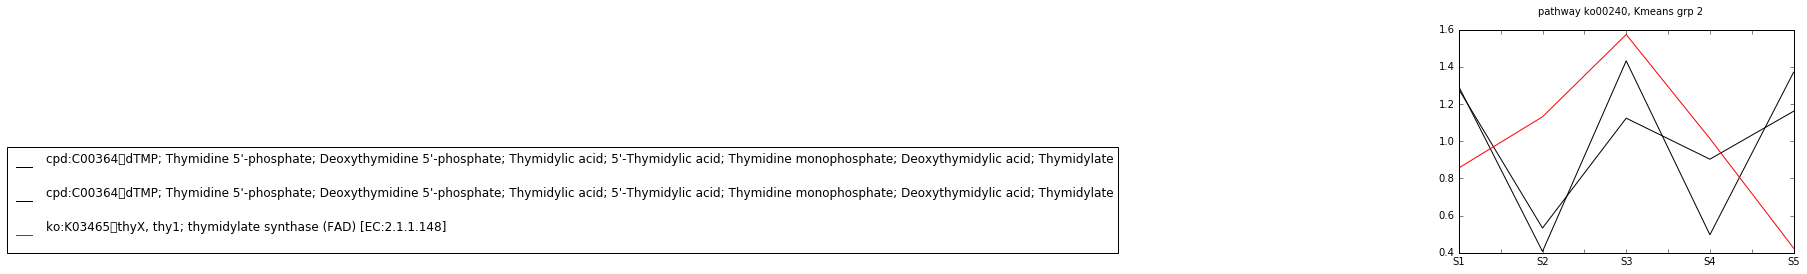 pathway ko00240, Kmeans grp 2
1.6
1.4
1.2
1.0
0.8
0.6
0.4
S1 S2 S3 S4 S5
cpd:C00364▯dTMP; Thymidine 5'-phosphate; Deoxythymidine 5'-phosphate; Thymidylic acid; 5'-Thymidylic acid; Thymidine monophosphate; Deoxythymidylic acid; Thymidylate
cpd:C00364▯dTMP; Thymidine 5'-phosphate; Deoxythymidine 5'-phosphate; Thymidylic acid; 5'-Thymidylic acid; Thymidine monophosphate; Deoxythymidylic acid; Thymidylate
ko:K03465▯thyX, thy1; thymidylate synthase (FAD) [EC:2.1.1.148]